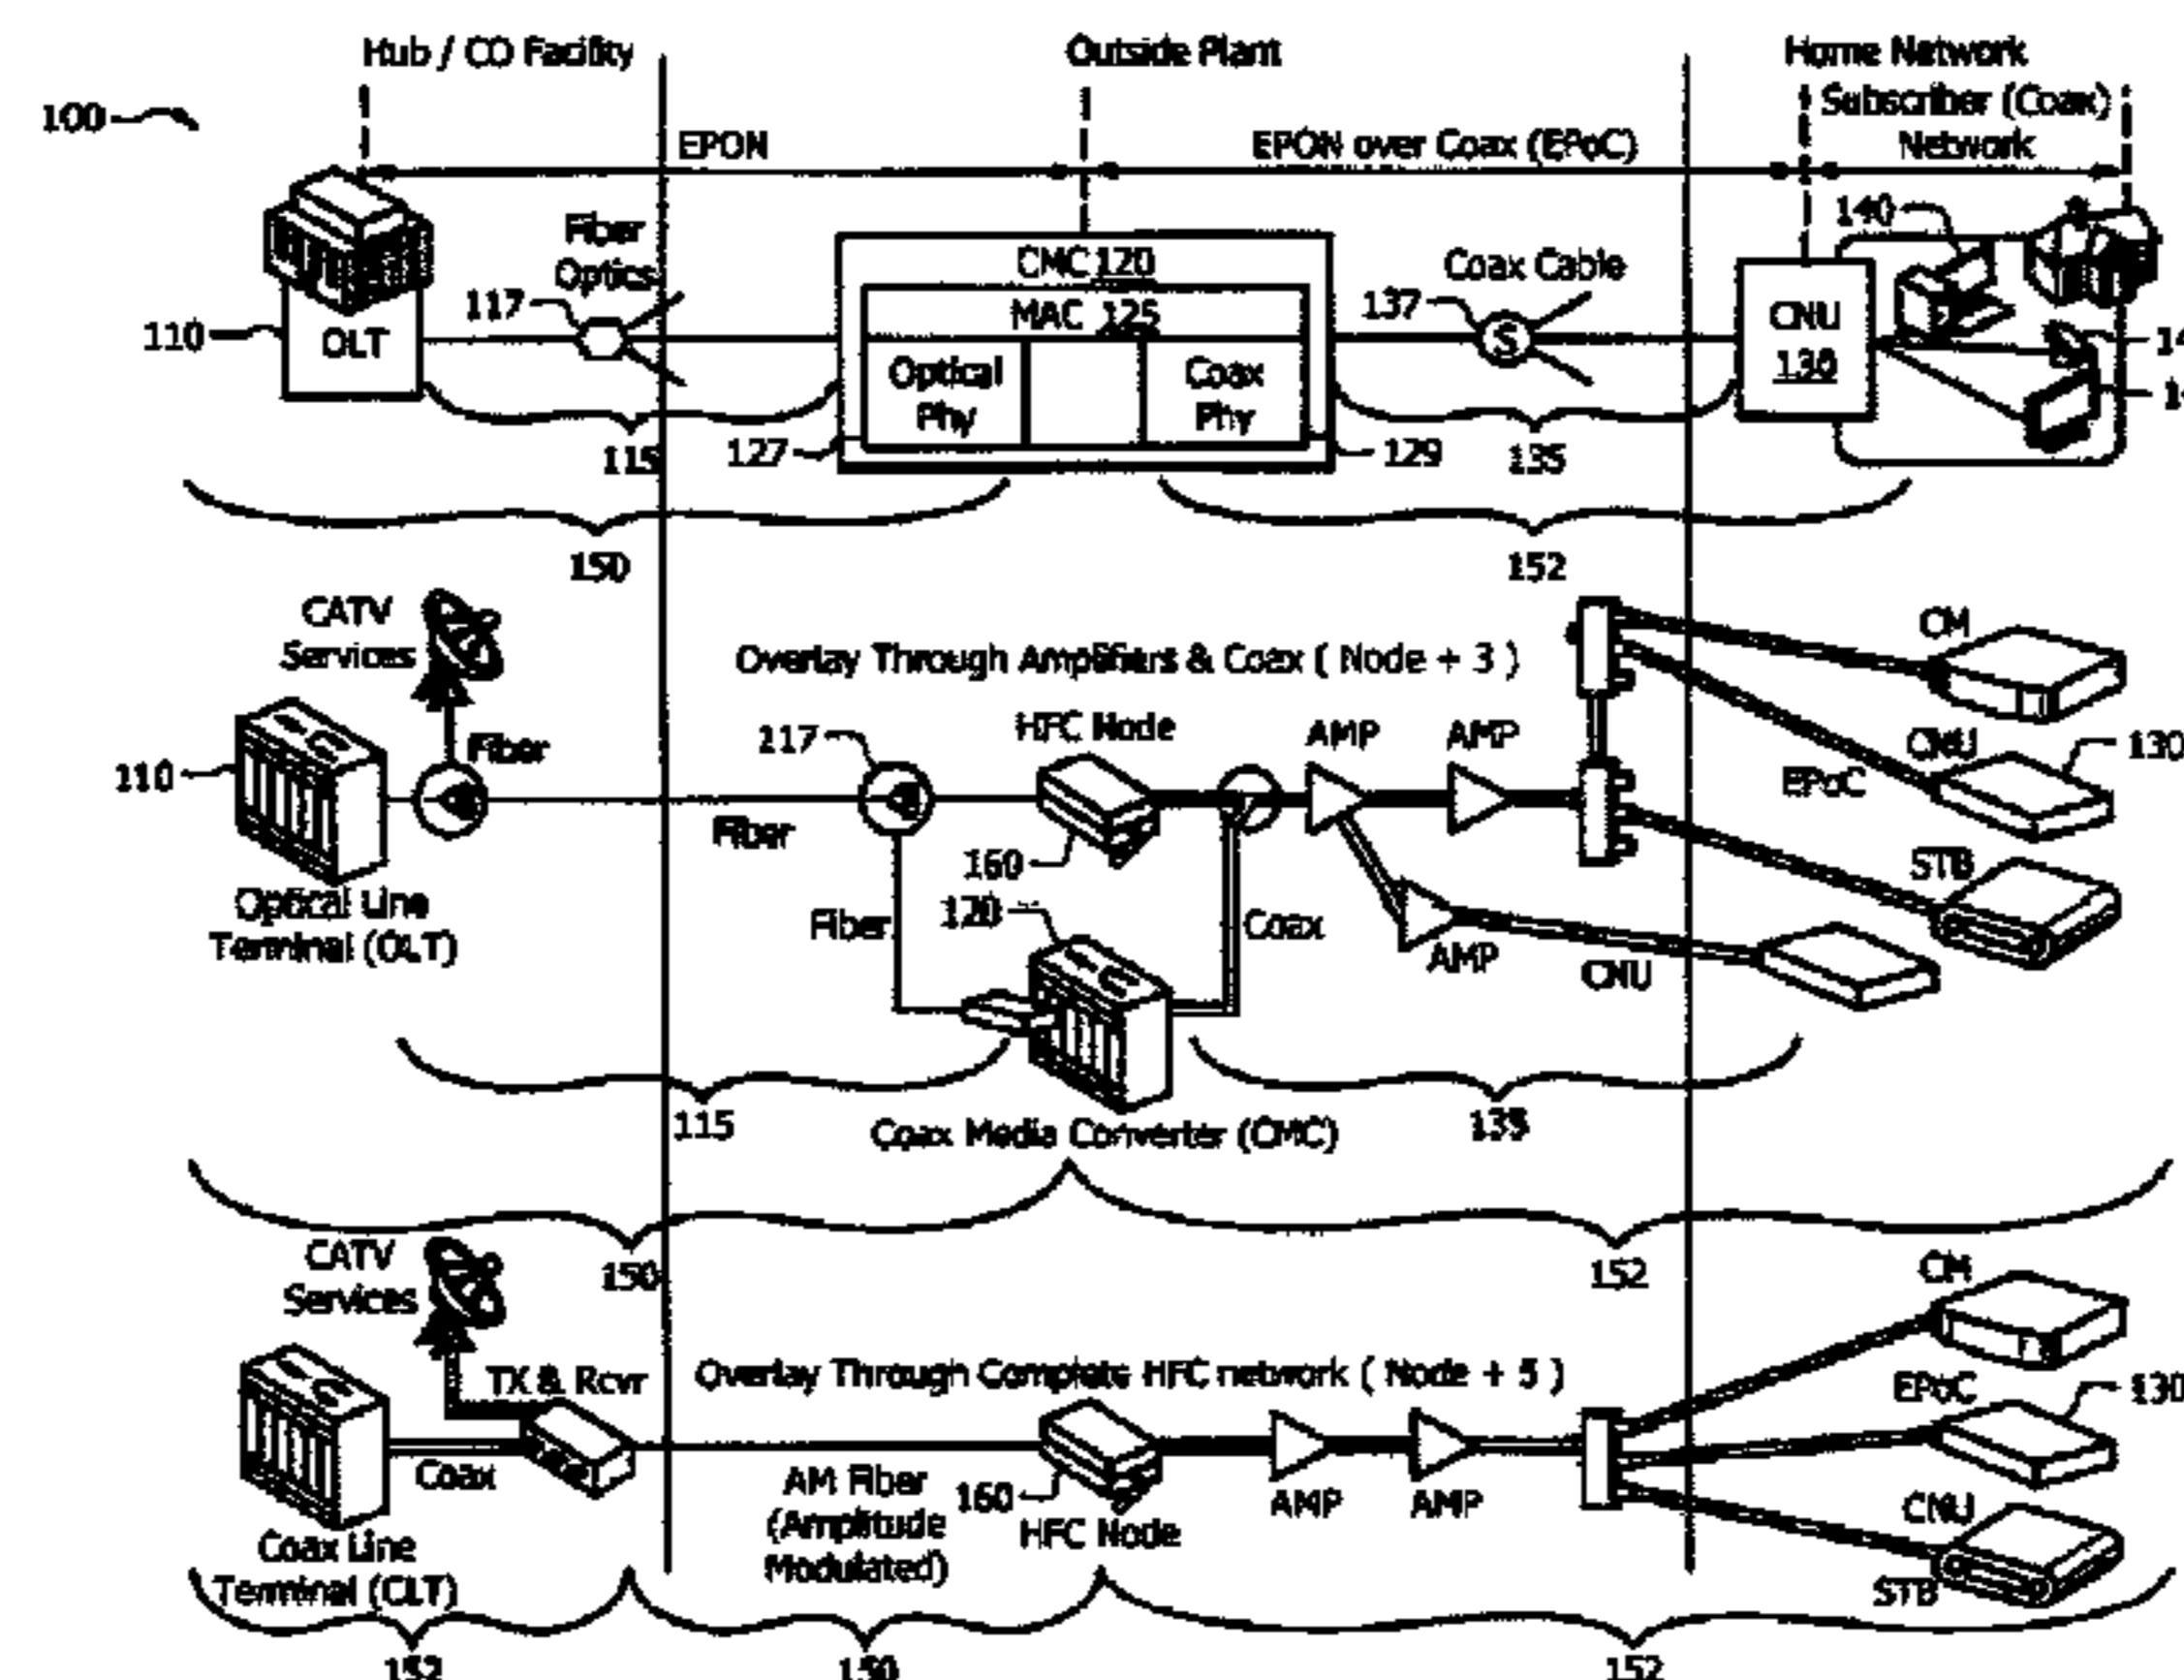 Hub / CO Facility
Outside Plant
Home Network
100
EPON
EPON over Coax (EPoC)
Subscriber (Coax)
Network
Fiber
Optics
117
110
OLT
CMC 120
MAC 125
Optical
Phy
Coax
Phy
127
129
115
Coax Cable
137
S
135
CNU
130
140
150
152
CATV
Services
Overlay Through Amplifiers & Coax ( Node + 3 )
110
Fiber
Optical Line
Terminal (OLT)
Fiber
117
HFC Node
160
AMP
AMP
AMP
Fiber
120
Coax
CM
CNU
130
EPoC
STB
CNU
115
Coax Media Converter (CMC)
135
150
152
CATV
Services
TX & Rcvr
Overlay Through Complete HFC network ( Node + 5 )
Coax
Coax Line
Terminal (CLT)
AM Fiber
(Amplitude
Modulated)
160
HFC Node
AMP
AMP
CM
EPoC
130
CNU
STB
152
150
152